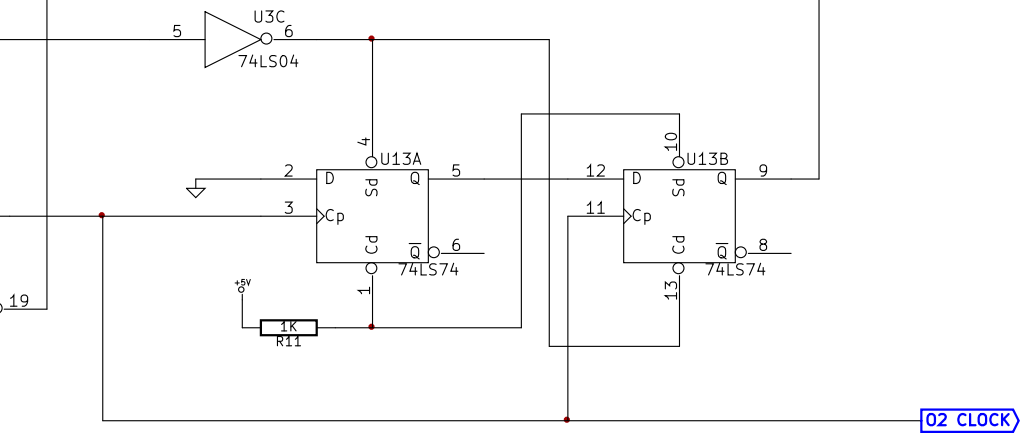 U3C
5
6
74LS04
4
10
U13A
U13B
2
D
Sd
Q
5
12
D
Sd
Q
9
3
Cp
11
Cp
Cd
Q
6
Cd
Q
8
74LS74
74LS74
+5V
1
13
19
1K
R11
O2 CLOCK